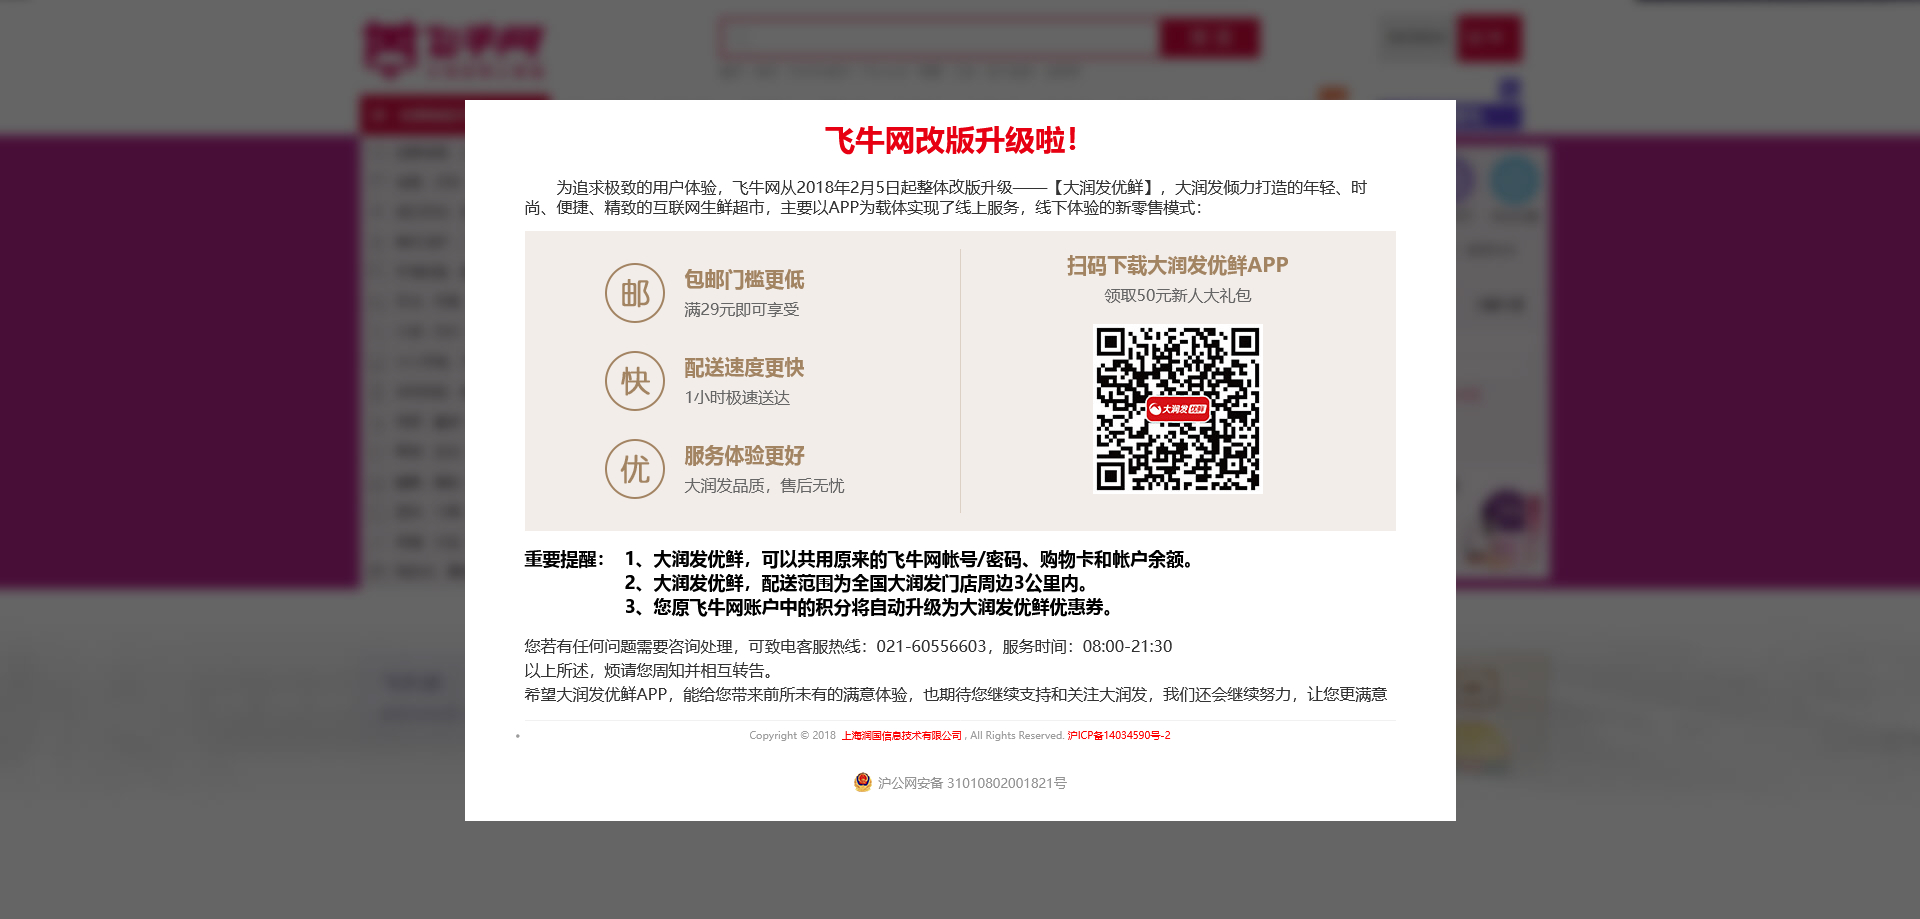 飞牛网改版升级啦！
为追求极致的用户体验，飞牛网从2018年2月5日起整体改版升级——【大润发优鲜】，大润发倾力打造的年轻、时
尚、便捷、精致的互联网生鲜超市，主要以APP为载体实现了线上服务，线下体验的新零售模式：
邮
包邮门槛更低
满29元即可享受
快
配送速度更快
1小时极速送达
优
服务体验更好
大润发品质，售后无忧
扫码下载大润发优鲜APP
领取50元新人大礼包
大润发 优鲜
重要提醒： 1、大润发优鲜，可以共用原来的飞牛网帐号/密码、购物卡和帐户余额。
2、大润发优鲜，配送范围为全国大润发门店周边3公里内。
3、您原飞牛网账户中的积分将自动升级为大润发优鲜优惠券。
您若有任何问题需要咨询处理，可致电客服热线：021-60556603，服务时间：08:00-21:30
以上所述，烦请您周知并相互转告。
希望大润发优鲜APP，能给您带来前所未有的满意体验，也期待您继续支持和关注大润发，我们还会继续努力，让您更满意
Copyright © 2018 上海润国信息技术有限公司 , All Rights Reserved. 沪ICP备14034590号-2
沪公网安备 31010802001821号